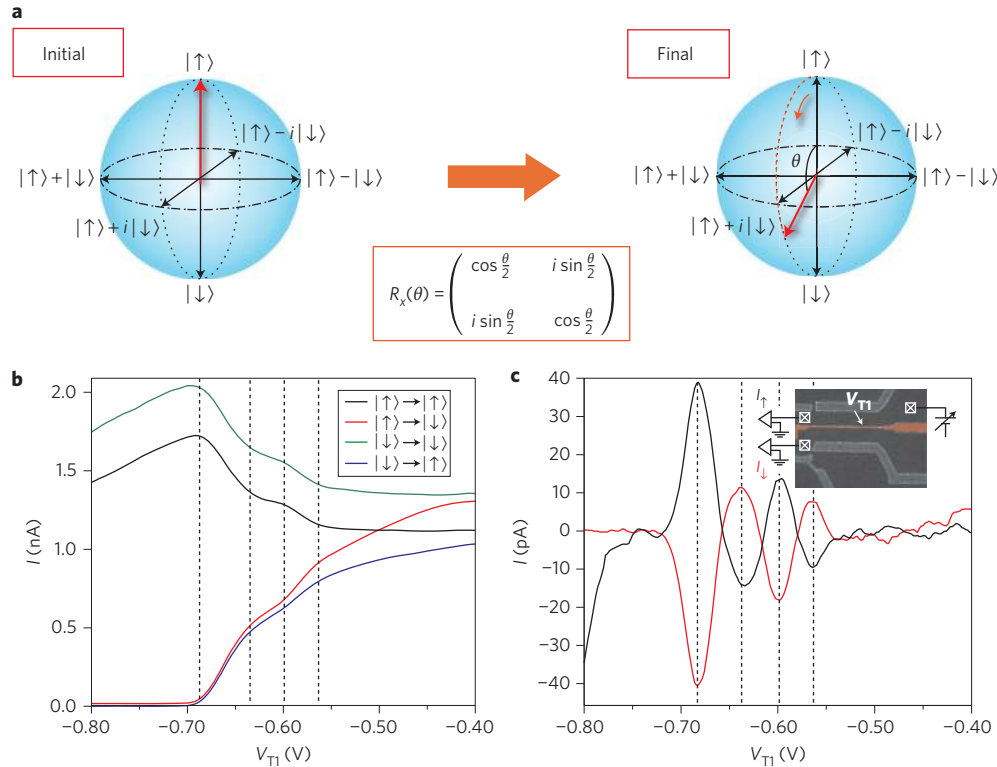 a
Initial
Final
|↑⟩
|↑⟩
|↑⟩ − i|↓⟩
|↑⟩ − i|↓⟩
θ
|↑⟩ + |↓⟩
|↑⟩ − |↓⟩
|↑⟩ + |↓⟩
|↑⟩ − |↓⟩
|↑⟩ + i|↓⟩
|↑⟩ + i|↓⟩
|↓⟩
|↓⟩
R_x(θ) = ( cos θ/2 i sin θ/2
i sin θ/2 cos θ/2 )
b
2.0
1.5
1.0
0.5
0.0
I (nA)
|↑⟩ → |↑⟩
|↑⟩ → |↓⟩
|↓⟩ → |↓⟩
|↓⟩ → |↑⟩
−0.80 −0.70 −0.60 −0.50 −0.40
V_T1 (V)
c
40
30
20
10
0
−10
−20
−30
−40
I (pA)
I↑
V_T1
I↓
−0.80 −0.70 −0.60 −0.50 −0.40
V_T1 (V)